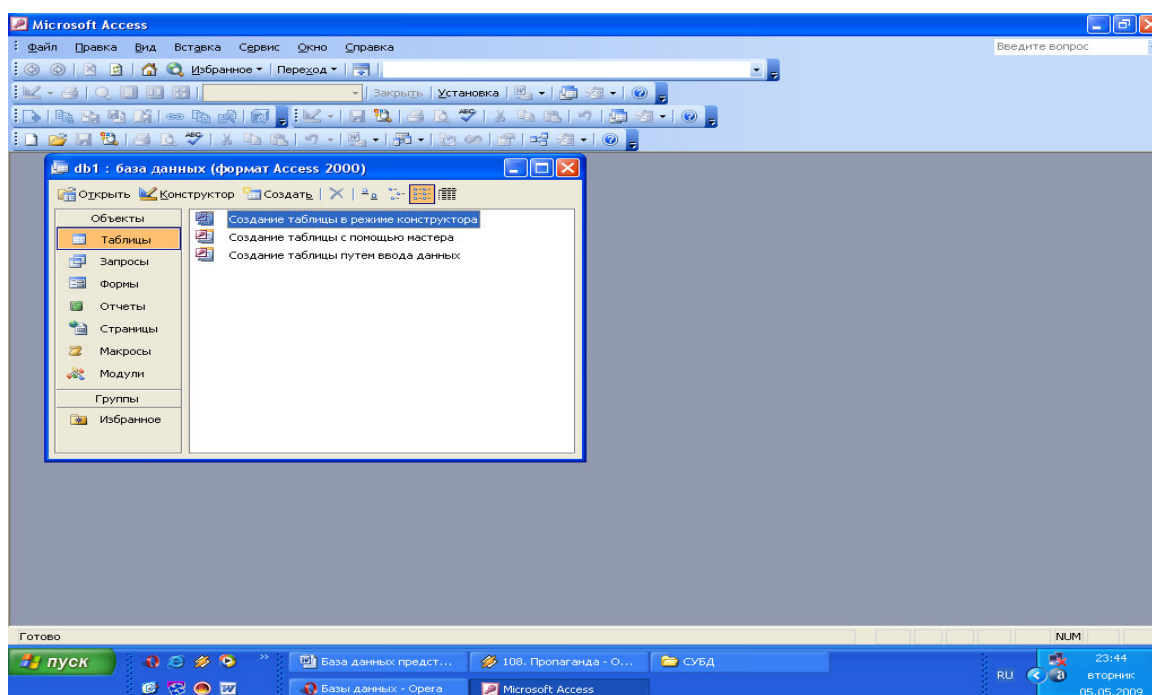 Microsoft Access
Файл Правка Вид Вставка Сервис Окно Справка Введите вопрос
Избранное Переход
Закрыть Установка
db1 : база данных (формат Access 2000)
Открыть Конструктор Создать
Объекты
Таблицы
Запросы
Формы
Отчеты
Страницы
Макросы
Модули
Группы
Избранное
Создание таблицы в режиме конструктора
Создание таблицы с помощью мастера
Создание таблицы путем ввода данных
Готово NUM
пуск
База данных предст... 108. Пропаганда - О... СУБД
Базы данных - Opera Microsoft Access
RU
23:44
вторник
05.05.2009